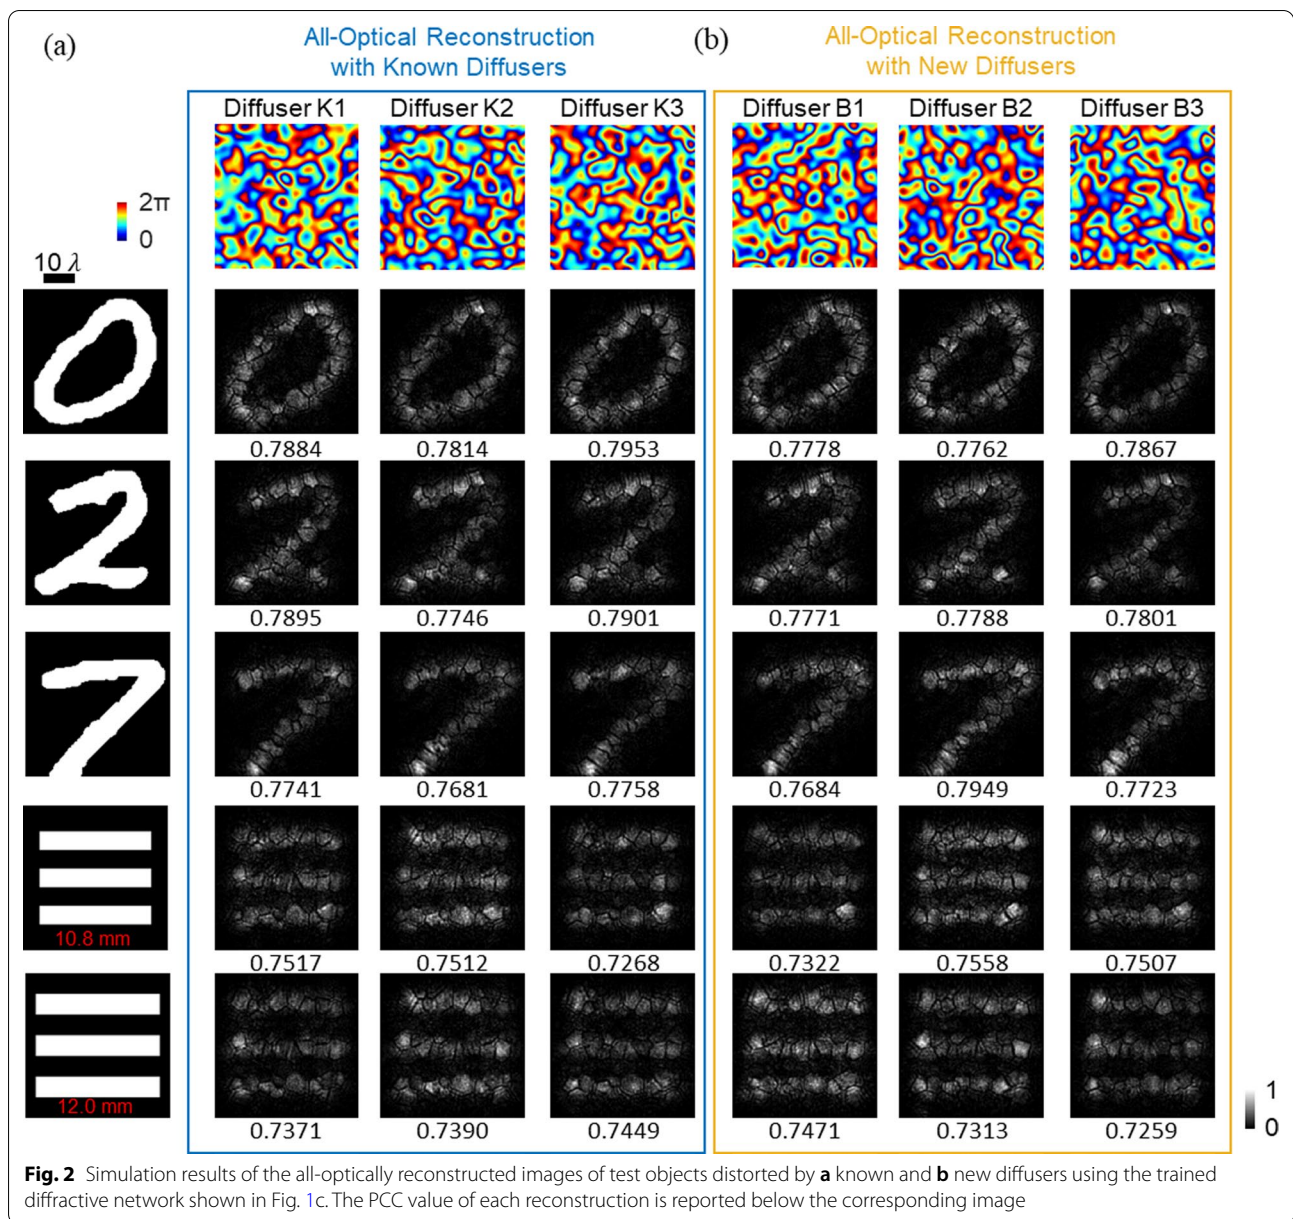 (a)
All-Optical Reconstruction
with Known Diffusers
(b)
All-Optical Reconstruction
with New Diffusers
Diffuser K1 Diffuser K2 Diffuser K3 Diffuser B1 Diffuser B2 Diffuser B3
2π
0
10 λ
0.7884 0.7814 0.7953 0.7778 0.7762 0.7867
0.7895 0.7746 0.7901 0.7771 0.7788 0.7801
0.7741 0.7681 0.7758 0.7684 0.7949 0.7723
10.8 mm
0.7517 0.7512 0.7268 0.7322 0.7558 0.7507
12.0 mm
1
0
0.7371 0.7390 0.7449 0.7471 0.7313 0.7259
Fig. 2 Simulation results of the all-optically reconstructed images of test objects distorted by a known and b new diffusers using the trained
diffractive network shown in Fig. 1c. The PCC value of each reconstruction is reported below the corresponding image